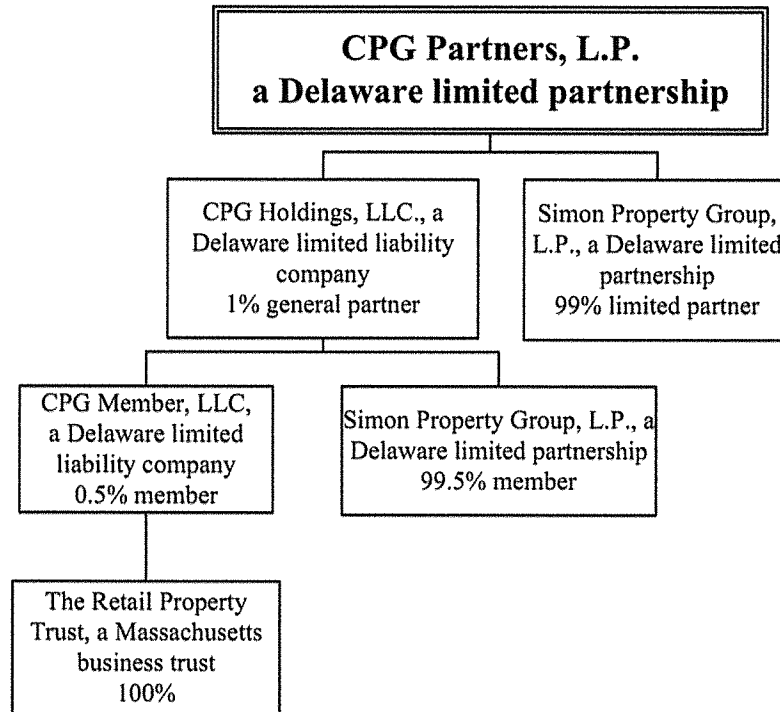 CPG Partners, L.P.
a Delaware limited partnership
CPG Holdings, LLC., a
Delaware limited liability
company
1% general partner
Simon Property Group,
L.P., a Delaware limited
partnership
99% limited partner
CPG Member, LLC,
a Delaware limited
liability company
0.5% member
Simon Property Group, L.P., a
Delaware limited partnership
99.5% member
The Retail Property
Trust, a Massachusetts
business trust
100%